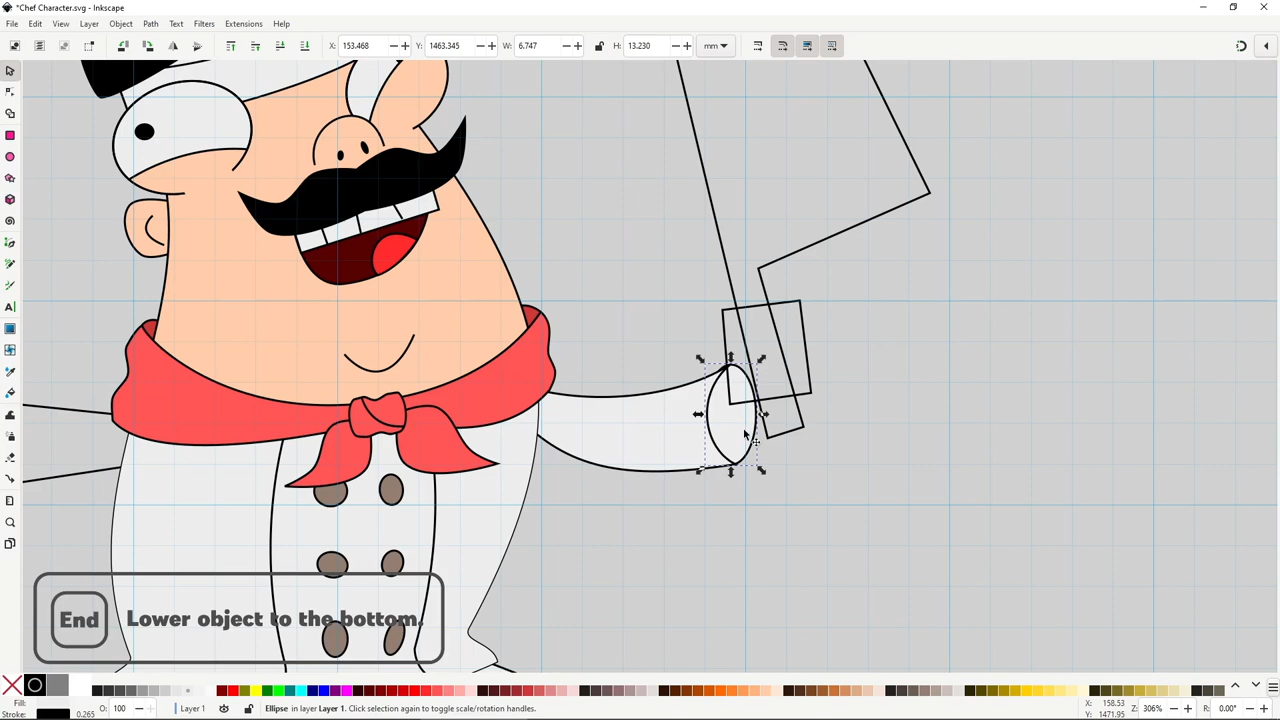 *Chef Character.svg - Inkscape
File Edit View Layer Object Path Text Filters Extensions Help
X: 153.468 Y: 1463.345 W: 6.747 H: 13.230 mm
End Lower object to the bottom.
Fill:
Stroke: 0.265 O: 100 Layer 1 Ellipse in layer Layer 1. Click selection again to toggle scale/rotation handles. X: 158.53 Y: 1471.95 Z: 306% R: 0.00°